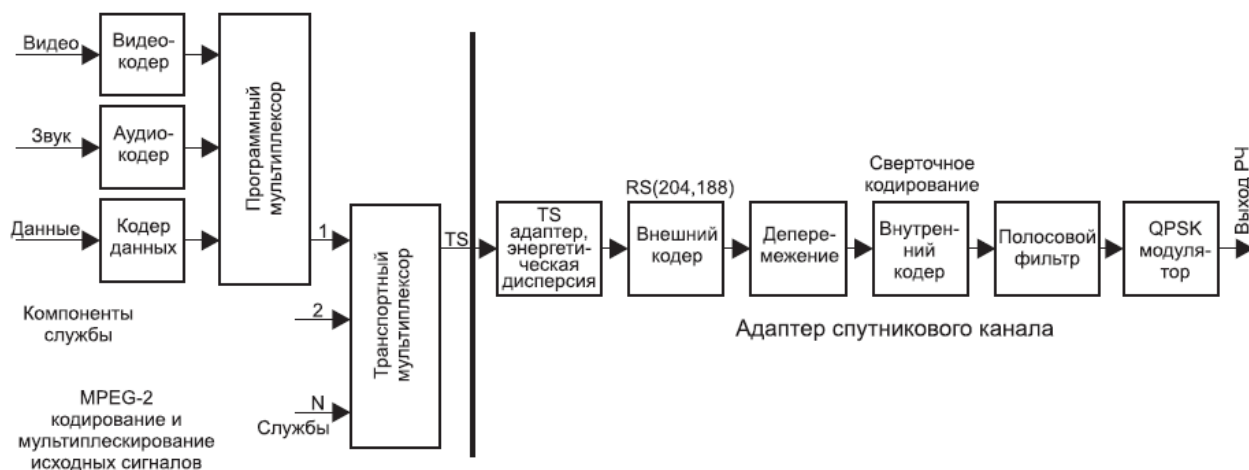 Видео
Видео-
кодер
Звук
Аудио-
кодер
Данные
Кодер
данных
Программный
мультиплексор
1
2
N
Службы
Транспортный
мультиплексор
TS
Компоненты
службы
MPEG-2
кодирование и
мультиплескирование
исходных сигналов
TS
адаптер,
энергети-
ческая
дисперсия
RS(204,188)
Внешний
кодер
Депере-
межение
Сверточное
кодирование
Внутрен-
ний
кодер
Полосовой
фильтр
QPSK
модуля-
тор
Выход РЧ
Адаптер спутникового канала